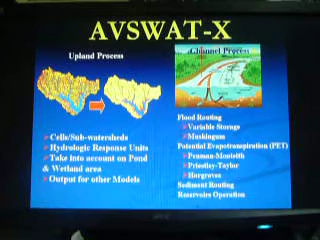 AVSWAT-X
Upland Process
Cells/Sub-watersheds
Hydrologic Response Units
Take into account on Pond
& Wetland area
Output for other Models
Channel Process
Flood Routing
Variable Storage
Muskingum
Potential Evapotranspiration (PET)
Penman-Monteith
Priestley-Taylor
Hargroves
Sediment Routing
Reservoirs Operation